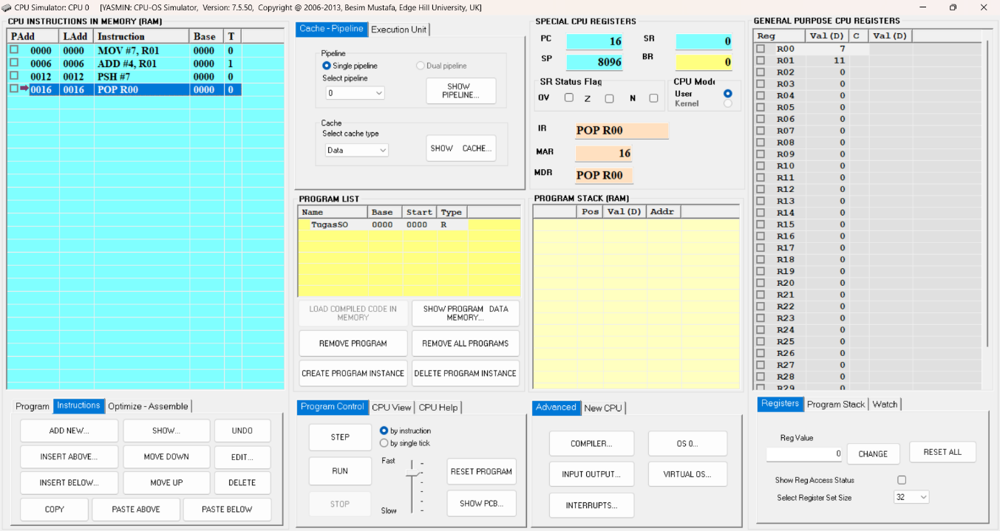 CPU Simulator: CPU 0 [YASMIN: CPU-OS Simulator, Version: 7.5.50, Copyright @ 2006-2013, Besim Mustafa, Edge Hill University, UK]
CPU INSTRUCTIONS IN MEMORY (RAM)
PAdd LAdd Instruction Base T
0000 0000 MOV #7, R01 0000 0
0006 0006 ADD #4, R01 0000 1
0012 0012 PSH #7 0000 0
0016 0016 POP R00 0000 0
Program Instructions Optimize - Assemble
ADD NEW... SHOW... UNDO
INSERT ABOVE... MOVE DOWN EDIT...
INSERT BELOW... MOVE UP DELETE
COPY PASTE ABOVE PASTE BELOW
Cache - Pipeline Execution Unit
Pipeline
Single pipeline Dual pipeline
Select pipeline
0
SHOW
PIPELINE...
Cache
Select cache type
Data
SHOW CACHE...
PROGRAM LIST
Name Base Start Type
TugasSO 0000 0000 R
LOAD COMPILED CODE IN
MEMORY
SHOW PROGRAM DATA
MEMORY...
REMOVE PROGRAM REMOVE ALL PROGRAMS
CREATE PROGRAM INSTANCE DELETE PROGRAM INSTANCE
Program Control CPU View CPU Help
STEP
by instruction
by single tick
RUN
Fast
RESET PROGRAM
STOP
Slow
SHOW PCB...
SPECIAL CPU REGISTERS
PC 16 SR 0
SP 8096 BR 0
SR Status Flag
OV Z N
CPU Mode
User
Kernel
IR POP R00
MAR 16
MDR POP R00
PROGRAM STACK (RAM)
Pos Val(D) Addr
Advanced New CPU
COMPILER... OS 0...
INPUT OUTPUT... VIRTUAL OS...
INTERRUPTS...
GENERAL PURPOSE CPU REGISTERS
Reg Val(D) C Val(D)
R00 7
R01 11
R02 0
R03 0
R04 0
R05 0
R06 0
R07 0
R08 0
R09 0
R10 0
R11 0
R12 0
R13 0
R14 0
R15 0
R16 0
R17 0
R18 0
R19 0
R20 0
R21 0
R22 0
R23 0
R24 0
R25 0
R26 0
R27 0
R28 0
R29 0
Registers Program Stack Watch
Reg Value
0 CHANGE RESET ALL
Show Reg Access Status
Select Register Set Size 32